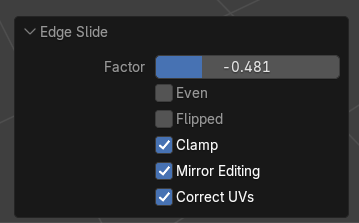 Edge Slide
Factor -0.481
Even
Flipped
Clamp
Mirror Editing
Correct UVs